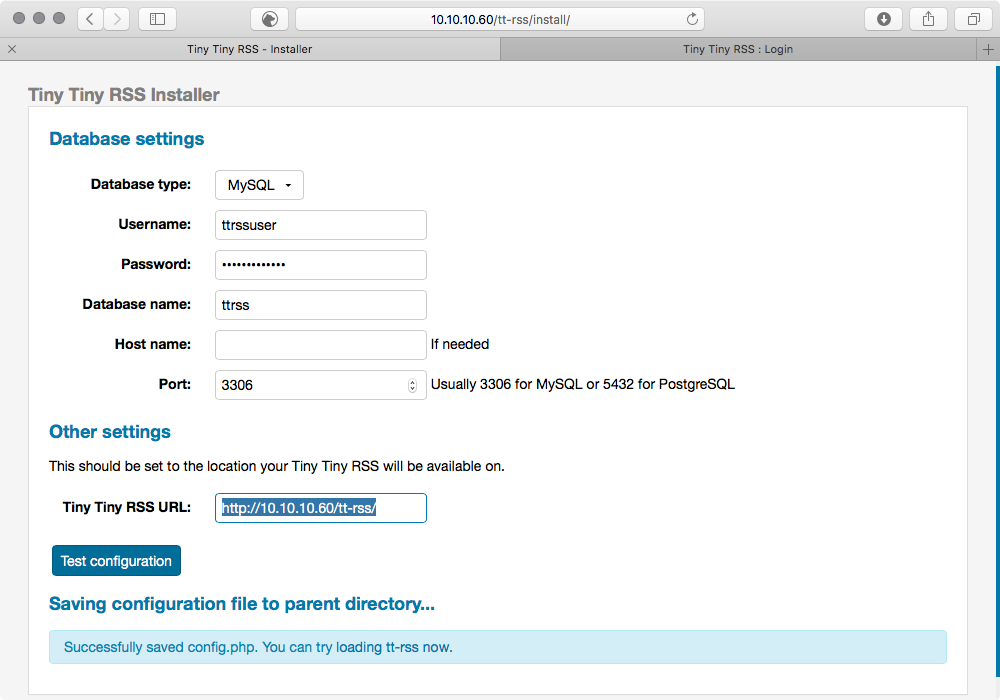 10.10.10.60/tt-rss/install/
Tiny Tiny RSS - Installer
Tiny Tiny RSS : Login
Tiny Tiny RSS Installer
Database settings
Database type: MySQL
Username: ttrssuser
Password: •••••••••••••
Database name: ttrss
Host name: If needed
Port: 3306 Usually 3306 for MySQL or 5432 for PostgreSQL
Other settings
This should be set to the location your Tiny Tiny RSS will be available on.
Tiny Tiny RSS URL: http://10.10.10.60/tt-rss/
Test configuration
Saving configuration file to parent directory...
Successfully saved config.php. You can try loading tt-rss now.